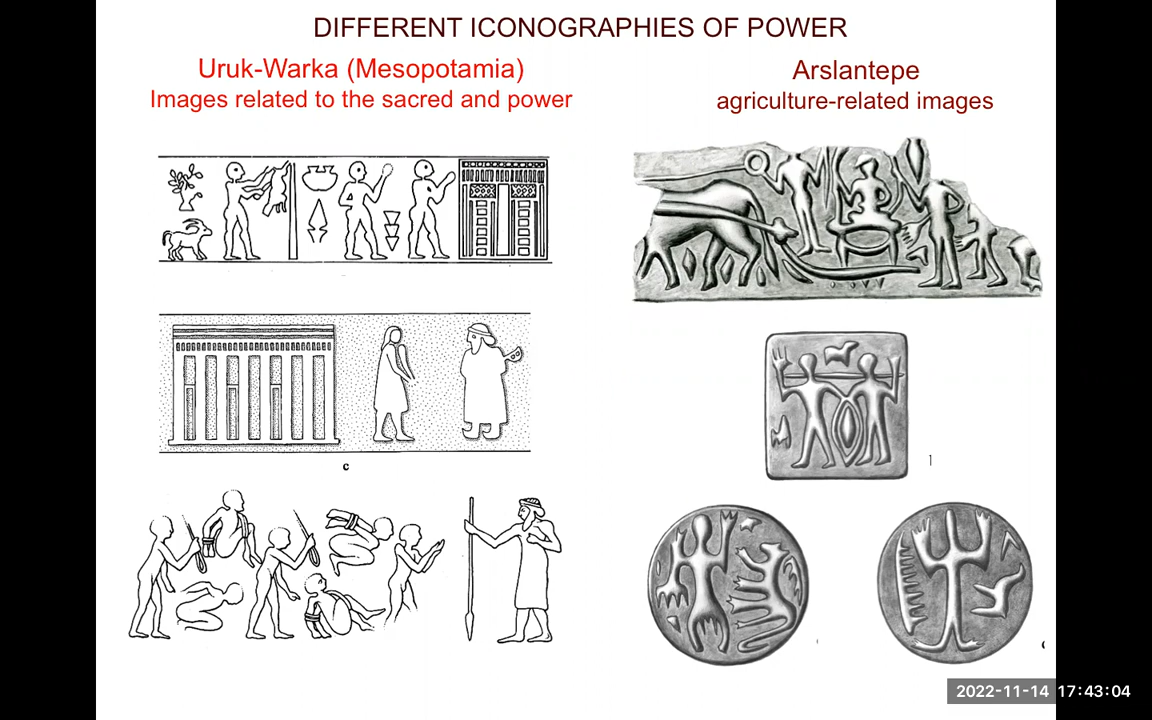 DIFFERENT ICONOGRAPHIES OF POWER
Uruk-Warka (Mesopotamia)
Images related to the sacred and power
Arslantepe
agriculture-related images
c
c
1
2022-11-14 17:43:04